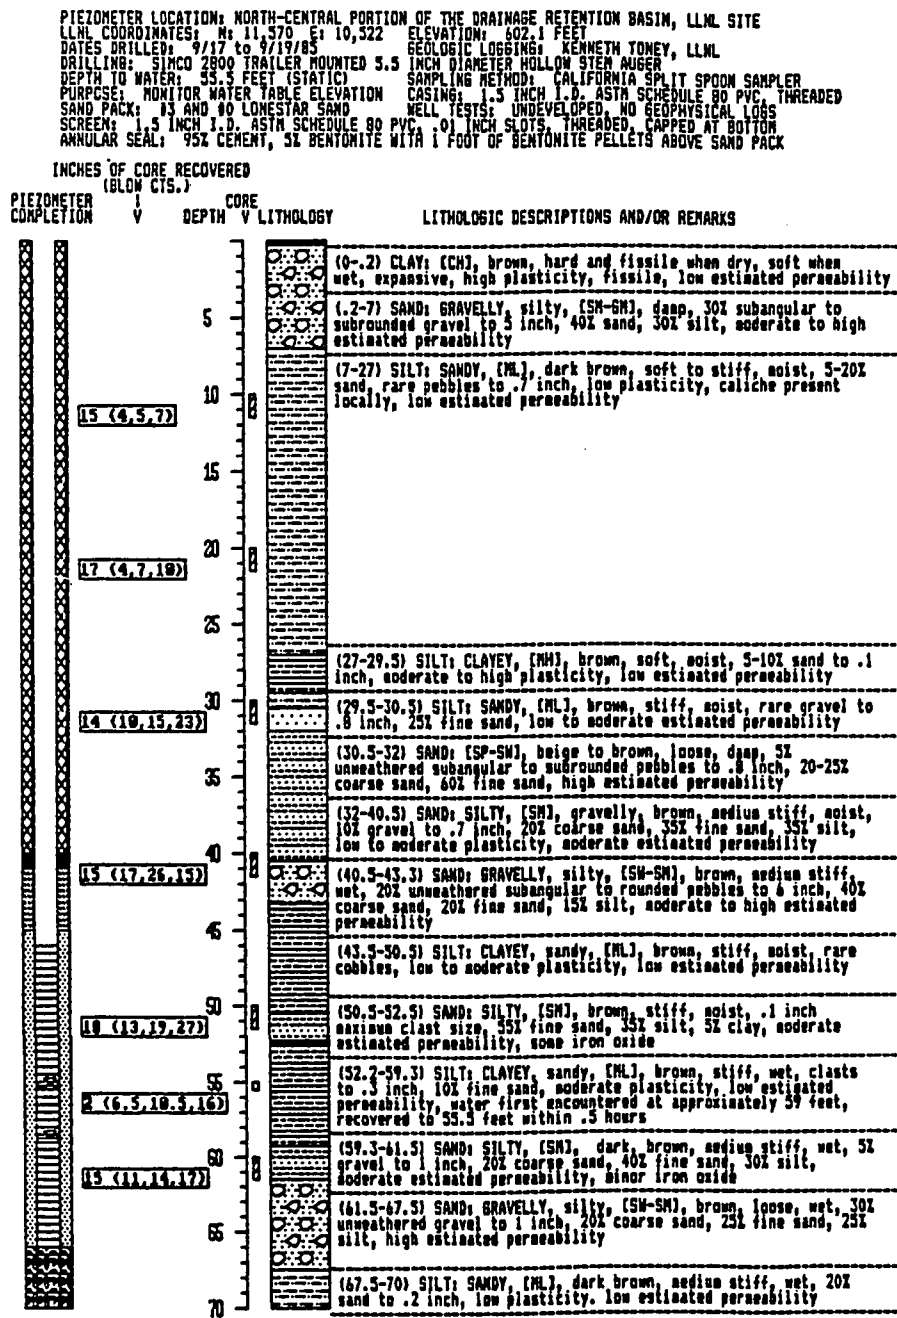 PIEZOMETER LOCATION: NORTH-CENTRAL PORTION OF THE DRAINAGE RETENTION BASIN, LLNL SITE
LLNL COORDINATES: N: 11,570 E: 10,522 ELEVATION: 602.1 FEET
DATES DRILLED: 9/17 to 9/19/85 GEOLOGIC LOGGING: KENNETH TONEY, LLNL
DRILLING: SIMCO 2800 TRAILER MOUNTED 5.5 INCH DIAMETER HOLLOW STEM AUGER
DEPTH TO WATER: 55.5 FEET (STATIC) SAMPLING METHOD: CALIFORNIA SPLIT SPOON SAMPLER
PURPOSE: MONITOR WATER TABLE ELEVATION CASING: 1.5 INCH I.D. ASTM SCHEDULE 80 PVC, THREADED
SAND PACK: #3 AND #0 LONESTAR SAND WELL TESTS: UNDEVELOPED, NO GEOPHYSICAL LOGS
SCREEN: 1.5 INCH I.D. ASTM SCHEDULE 80 PVC, .01 INCH SLOTS, THREADED, CAPPED AT BOTTOM
ANNULAR SEAL: 95% CEMENT, 5% BENTONITE WITH 1 FOOT OF BENTONITE PELLETS ABOVE SAND PACK
INCHES OF CORE RECOVERED
(BLOW CTS.)
PIEZOMETER | CORE
COMPLETION V DEPTH V LITHOLOGY LITHOLOGIC DESCRIPTIONS AND/OR REMARKS
(0-.2) CLAY: [CH], brown, hard and fissile when dry, soft when
wet, expansive, high plasticity, fissile, low estimated permeability
5
(.2-7) SAND: GRAVELLY, silty, [SM-GM], damp, 30% subangular to
subrounded gravel to 5 inch, 40% sand, 30% silt, moderate to high
estimated permeability
(7-27) SILT: SANDY, [ML], dark brown, soft to stiff, moist, 5-20%
sand, rare pebbles to .7 inch, low plasticity, caliche present
locally, low estimated permeability
10
15 (4,5,7)
15
20
17 (4,7,10)
25
(27-29.5) SILT: CLAYEY, [MH], brown, soft, moist, 5-10% sand to .1
inch, moderate to high plasticity, low estimated permeability
30
(29.5-30.5) SILT: SANDY, [ML], brown, stiff, moist, rare gravel to
.8 inch, 25% fine sand, low to moderate estimated permeability
14 (10,15,23)
(30.5-32) SAND: [SP-SW], beige to brown, loose, damp, 5%
unweathered subangular to subrounded pebbles to .8 inch, 20-25%
coarse sand, 60% fine sand, high estimated permeability
35
(32-40.5) SAND: SILTY, [SM], gravelly, brown, medium stiff, moist,
10% gravel to .7 inch, 20% coarse sand, 35% fine sand, 35% silt,
low to moderate plasticity, moderate estimated permeability
40
15 (17,26,15)
(40.5-43.3) SAND: GRAVELLY, silty, [SW-SM], brown, medium stiff,
wet, 20% unweathered subangular to rounded pebbles to 6 inch, 40%
coarse sand, 20% fine sand, 15% silt, moderate to high estimated
permeability
45
(43.5-50.5) SILT: CLAYEY, sandy, [ML], brown, stiff, moist, rare
cobbles, low to moderate plasticity, low estimated permeability
50
18 (13,19,27)
(50.5-52.5) SAND: SILTY, [SM], brown, stiff, moist, .1 inch
maximum clast size, 55% fine sand, 35% silt, 5% clay, moderate
estimated permeability, some iron oxide
55
2 (6.5,10.5,16)
(52.2-59.3) SILT: CLAYEY, sandy, [ML], brown, stiff, wet, clasts
to .3 inch, 10% fine sand, moderate plasticity, low estimated
permeability, water first encountered at approximately 59 feet,
recovered to 55.5 feet within .5 hours
60
15 (11,14,17)
(59.3-61.5) SAND: SILTY, [SM], dark, brown, medium stiff, wet, 5%
gravel to 1 inch, 20% coarse sand, 40% fine sand, 30% silt,
moderate estimated permeability, minor iron oxide
65
(61.5-67.5) SAND: GRAVELLY, silty, [SW-SM], brown, loose, wet, 30%
unweathered gravel to 1 inch, 20% coarse sand, 25% fine sand, 25%
silt, high estimated permeability
(67.5-70) SILT: SANDY, [ML], dark brown, medium stiff, wet, 20%
sand to .2 inch, low plasticity. low estimated permeability
70